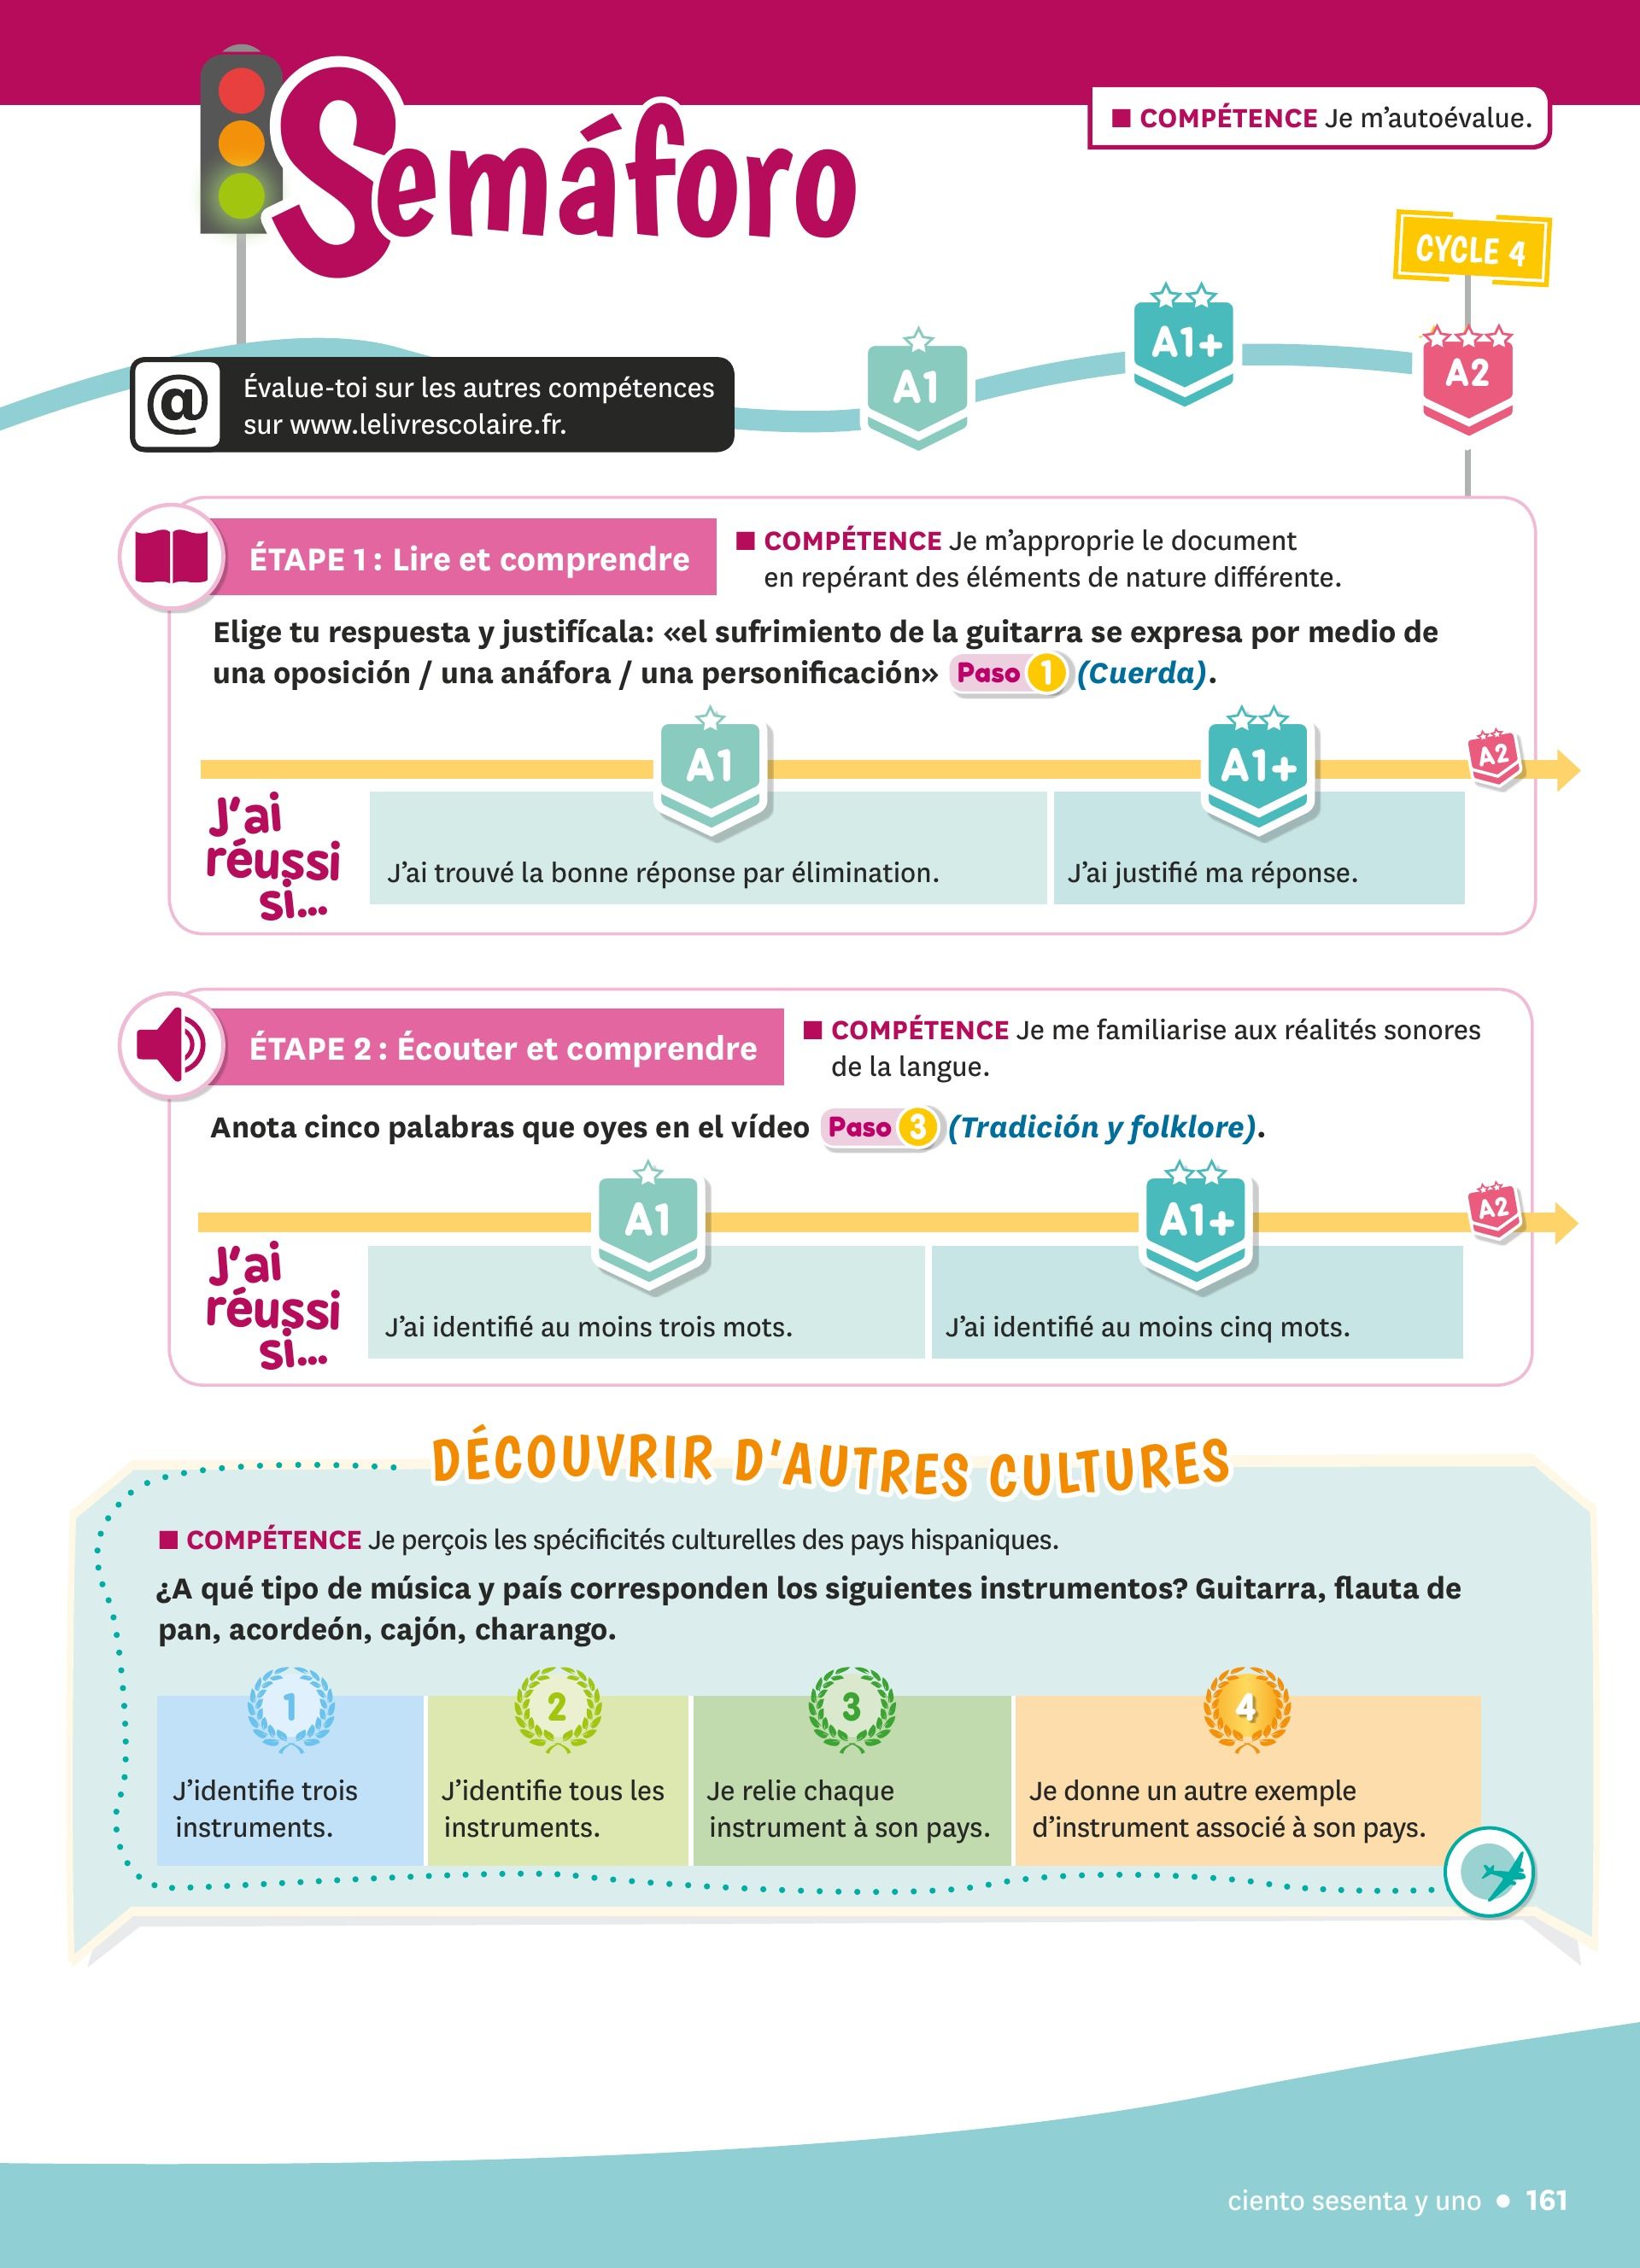 Semáforo
■ COMPÉTENCE Je m'autoévalue.
CYCLE 4
A1
A1+
A2
@
Évalue-toi sur les autres compétences
sur www.lelivrescolaire.fr.
ÉTAPE 1 : Lire et comprendre
■ COMPÉTENCE Je m'approprie le document
en repérant des éléments de nature différente.
Elige tu respuesta y justifícala: «el sufrimiento de la guitarra se expresa por medio de
una oposición / una anáfora / una personificación» Paso 1 (Cuerda).
A1
A1+
A2
J'ai
réussi
si...
J'ai trouvé la bonne réponse par élimination.
J'ai justifié ma réponse.
ÉTAPE 2 : Écouter et comprendre
■ COMPÉTENCE Je me familiarise aux réalités sonores
de la langue.
Anota cinco palabras que oyes en el vídeo Paso 3 (Tradición y folklore).
A1
A1+
A2
J'ai
réussi
si...
J'ai identifié au moins trois mots.
J'ai identifié au moins cinq mots.
DÉCOUVRIR D'AUTRES CULTURES
■ COMPÉTENCE Je perçois les spécificités culturelles des pays hispaniques.
¿A qué tipo de música y país corresponden los siguientes instrumentos? Guitarra, flauta de
pan, acordeón, cajón, charango.
1
J'identifie trois
instruments.
2
J'identifie tous les
instruments.
3
Je relie chaque
instrument à son pays.
4
Je donne un autre exemple
d'instrument associé à son pays.
ciento sesenta y uno • 161